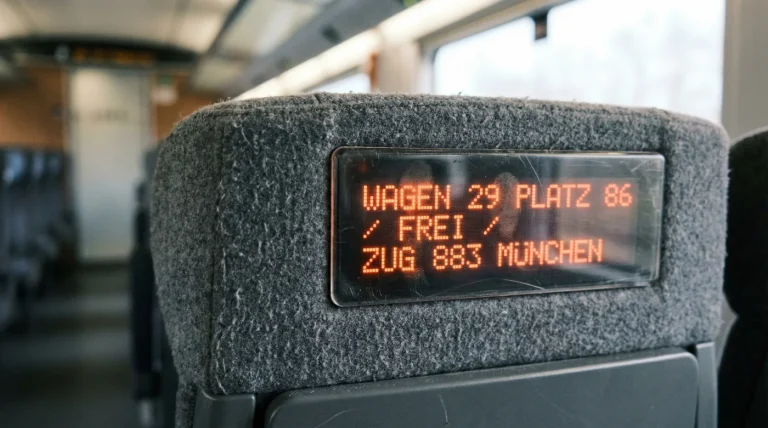 WAGEN 29 PLATZ 86
/ FREI /
ZUG 883 MÜNCHEN